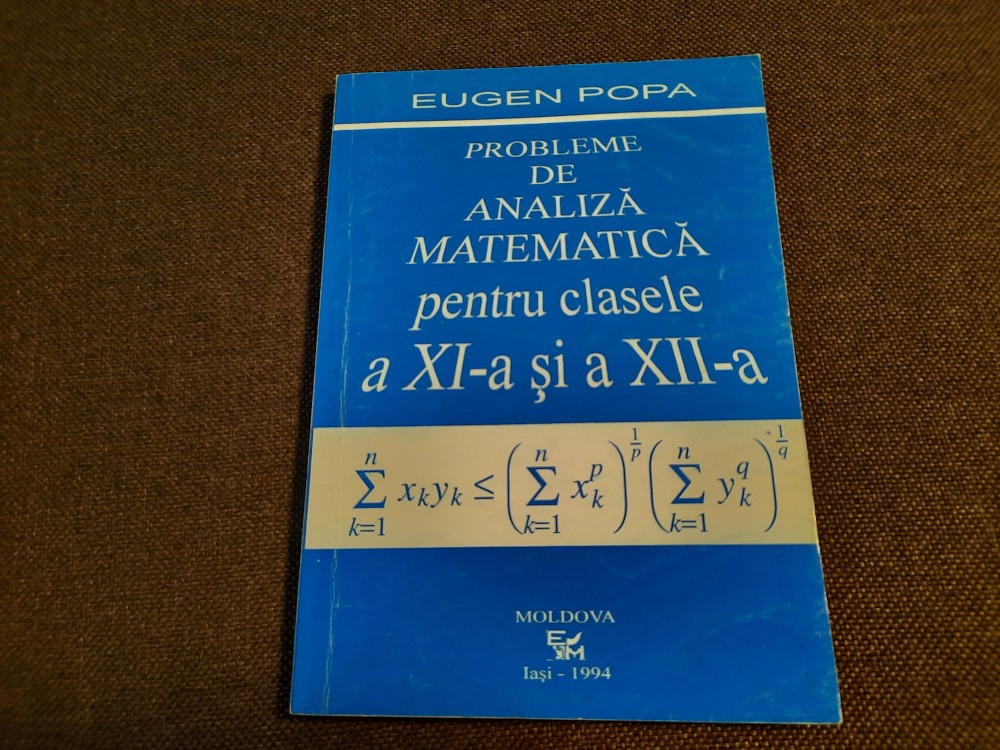 EUGEN POPA
PROBLEME
DE
ANALIZĂ
MATEMATICĂ
pentru clasele
a XI-a şi a XII-a
$\sum_{k=1}^{n} x_k y_k \leq \left( \sum_{k=1}^{n} x_k^p \right)^{\frac{1}{p}} \left( \sum_{k=1}^{n} y_k^q \right)^{\frac{1}{q}}$
MOLDOVA
Iaşi - 1994